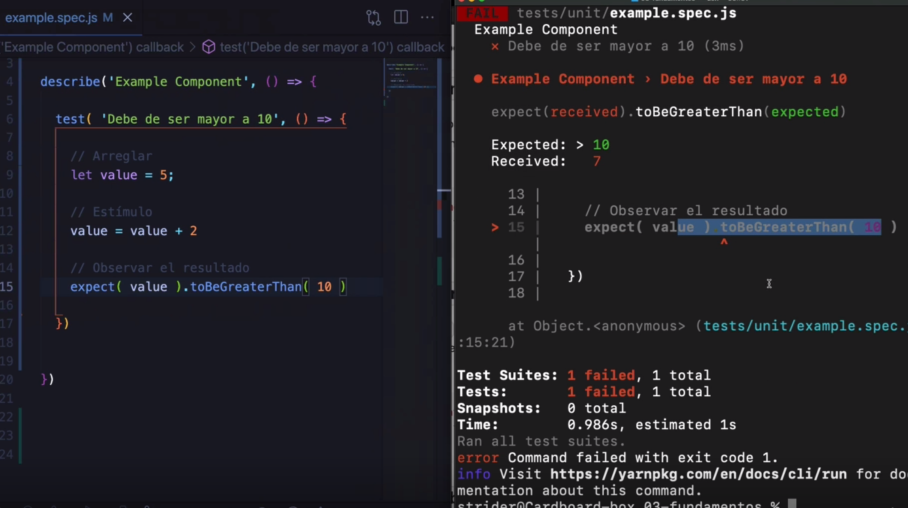 example.spec.js M ×
'Example Component') callback > test('Debe de ser mayor a 10') callback
3
4 describe('Example Component', () => {
5
6 test( 'Debe de ser mayor a 10', () => {
7
8 // Arreglar
9 let value = 5;
10
11 // Estímulo
12 value = value + 2
13
14 // Observar el resultado
15 expect( value ).toBeGreaterThan( 10 )
16
17 })
18
19
20 })
21
22
23
24
FAIL tests/unit/example.spec.js
Example Component
✕ Debe de ser mayor a 10 (3ms)
● Example Component › Debe de ser mayor a 10
expect(received).toBeGreaterThan(expected)
Expected: > 10
Received: 7
13 |
14 | // Observar el resultado
> 15 | expect( value ) toBeGreaterThan( 10 )
| ^
16 |
17 | })
18 |
at Object.<anonymous> (tests/unit/example.spec.
:15:21)
Test Suites: 1 failed, 1 total
Tests: 1 failed, 1 total
Snapshots: 0 total
Time: 0.986s, estimated 1s
Ran all test suites.
error Command failed with exit code 1.
info Visit https://yarnpkg.com/en/docs/cli/run for docu
mentation about this command.
strider@Cardboard-box 03-fundamentos %